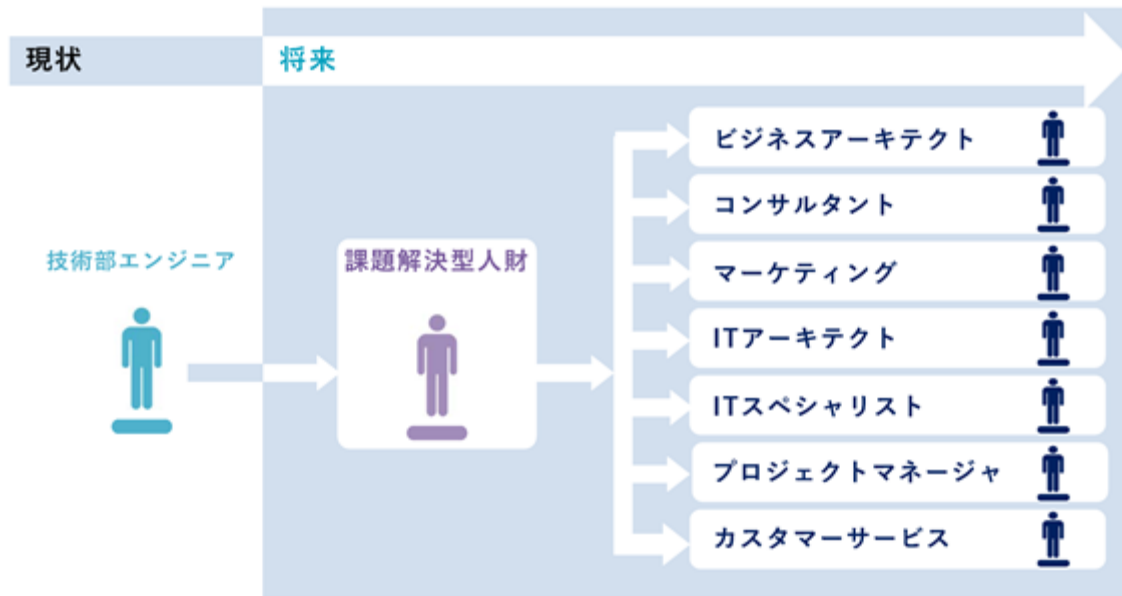 現状
将来
技術部エンジニア
課題解決型人財
ビジネスアーキテクト
コンサルタント
マーケティング
ITアーキテクト
ITスペシャリスト
プロジェクトマネージャ
カスタマーサービス